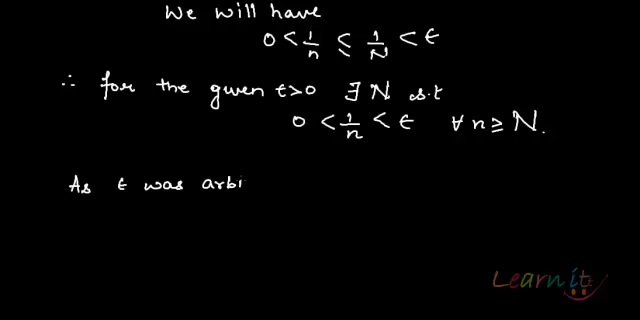 We will have
0 < 1/n ≤ 1/N < ϵ
∴ for the given ϵ>0 ∃ N s.t
0 < 1/n < ϵ ∀ n ≥ N.
As ϵ was arbi
Learnit